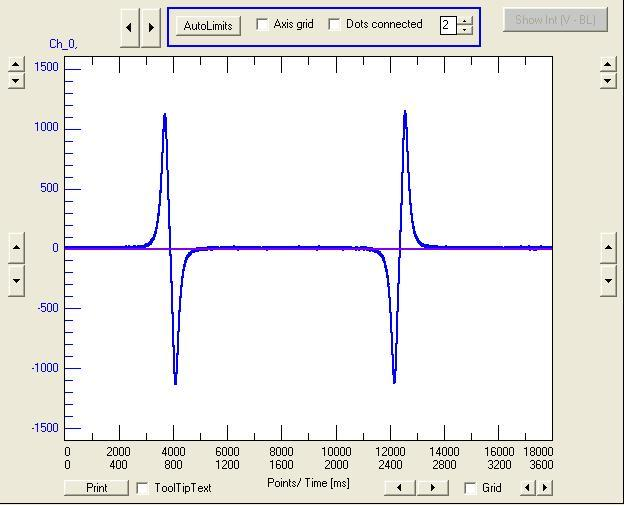 AutoLimits Axis grid Dots connected 2 Show Int (V - BL)
Ch_0,
1500
1000
500
0
-500
-1000
-1500
2000 4000 6000 8000 10000 12000 14000 18000
0 400 800 1200 1600 2000 2400 16000 3600
3200
Print ToolTipText Points/ Time [ms] Grid